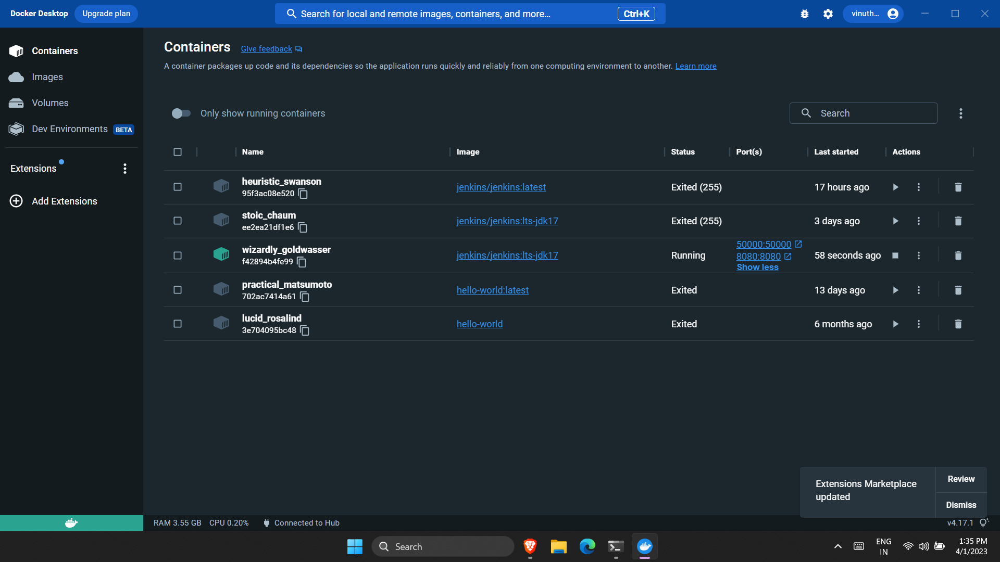 Docker Desktop
Upgrade plan
Search for local and remote images, containers, and more...
Ctrl+K
vinuth...
Containers
Images
Volumes
Dev Environments BETA
Extensions
Add Extensions
Containers
Give feedback
A container packages up code and its dependencies so the application runs quickly and reliably from one computing environment to another. Learn more
Only show running containers
Search
Name Image Status Port(s) Last started Actions
heuristic_swanson
95f3ac08e520
jenkins/jenkins:latest
Exited (255)
17 hours ago
stoic_chaum
ee2ea21df1e6
jenkins/jenkins:lts-jdk17
Exited (255)
3 days ago
wizardly_goldwasser
f42894b4fe99
jenkins/jenkins:lts-jdk17
Running
50000:50000
8080:8080
Show less
58 seconds ago
practical_matsumoto
702ac7414a61
hello-world:latest
Exited
13 days ago
lucid_rosalind
3e704095bc48
hello-world
Exited
6 months ago
Extensions Marketplace
updated
Review
Dismiss
RAM 3.55 GB CPU 0.20% Connected to Hub
v4.17.1
Search
ENG
IN
1:35 PM
4/1/2023